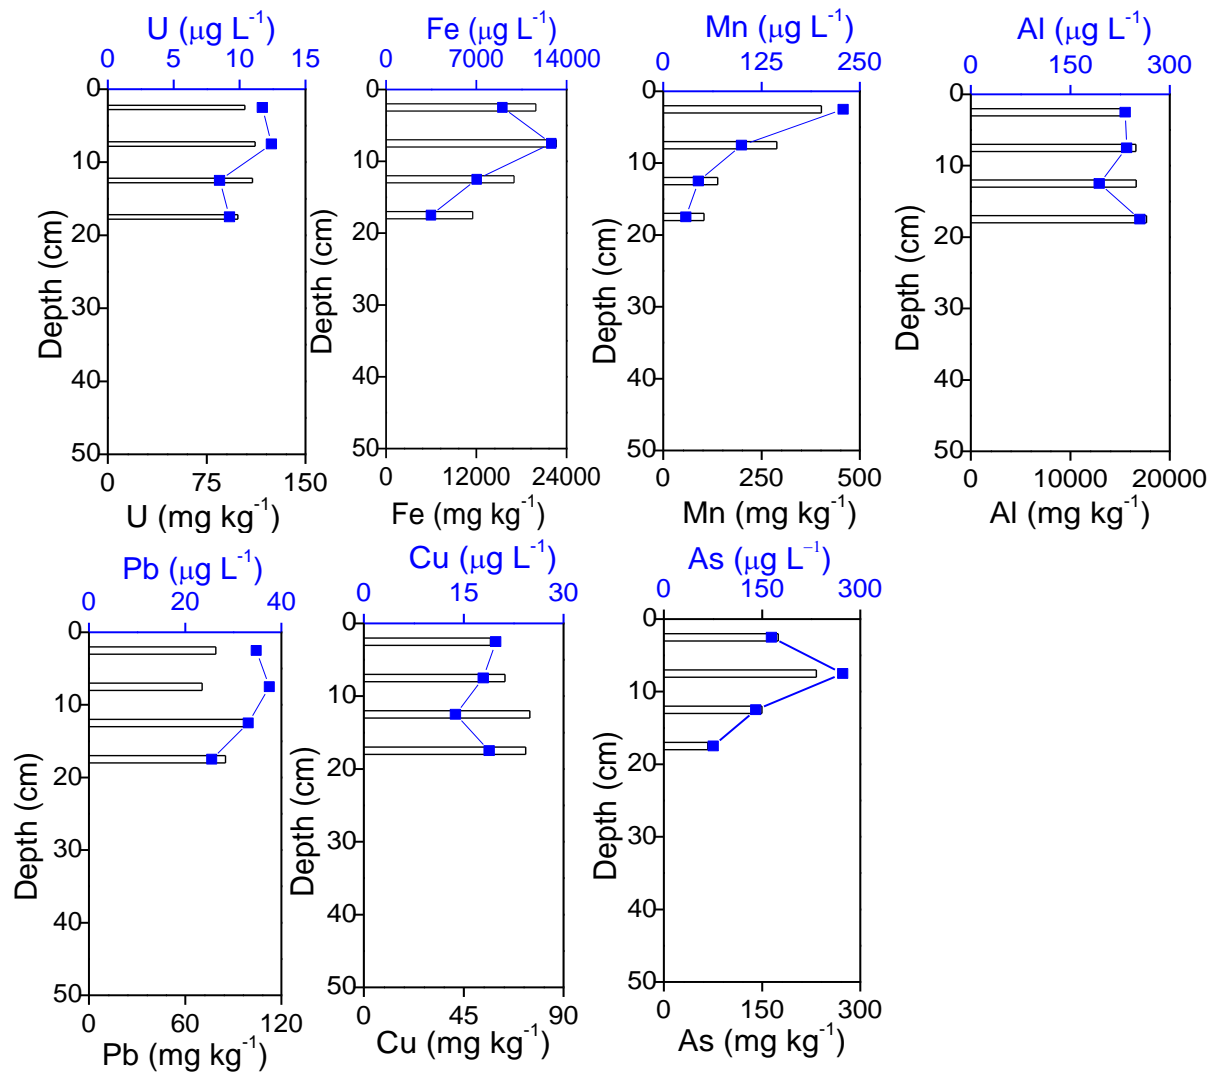 U (μg L⁻¹)
0 5 10 15
0
10
20
30
40
50
Depth (cm)
0 75 150
U (mg kg⁻¹)
Fe (μg L⁻¹)
0 7000 14000
0
10
20
30
40
50
Depth (cm)
0 12000 24000
Fe (mg kg⁻¹)
Mn (μg L⁻¹)
0 125 250
0
10
20
30
40
50
Depth (cm)
0 250 500
Mn (mg kg⁻¹)
Al (μg L⁻¹)
0 150 300
0
10
20
30
40
50
Depth (cm)
0 10000 20000
Al (mg kg⁻¹)
Pb (μg L⁻¹)
0 20 40
0
10
20
30
40
50
Depth (cm)
0 60 120
Pb (mg kg⁻¹)
Cu (μg L⁻¹)
0 15 30
0
10
20
30
40
50
Depth (cm)
0 45 90
Cu (mg kg⁻¹)
As (μg L⁻¹)
0 150 300
0
10
20
30
40
50
Depth (cm)
0 150 300
As (mg kg⁻¹)